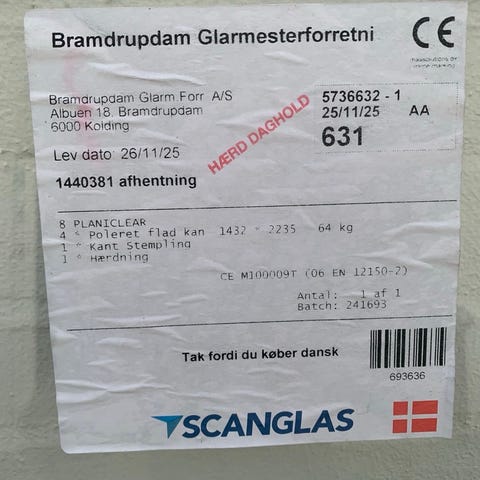 Bramdrupdam Glarmesterforretni
CE
Bramdrupdam Glarm.Forr A/S
Albuen 18, Bramdrupdam
6000 Kolding
5736632 - 1
25/11/25 AA
631
HÆRD DAGHOLD
Lev dato: 26/11/25
1440381 afhentning
8 PLANICLEAR
4 * Poleret flad kan 1432 * 2235 64 kg
1 * Kant Stempling
1 * Hærdning
CE M100009T (06 EN 12150-2)
Antal: 1 af 1
Batch: 241693
Tak fordi du køber dansk
693636
SCANGLAS